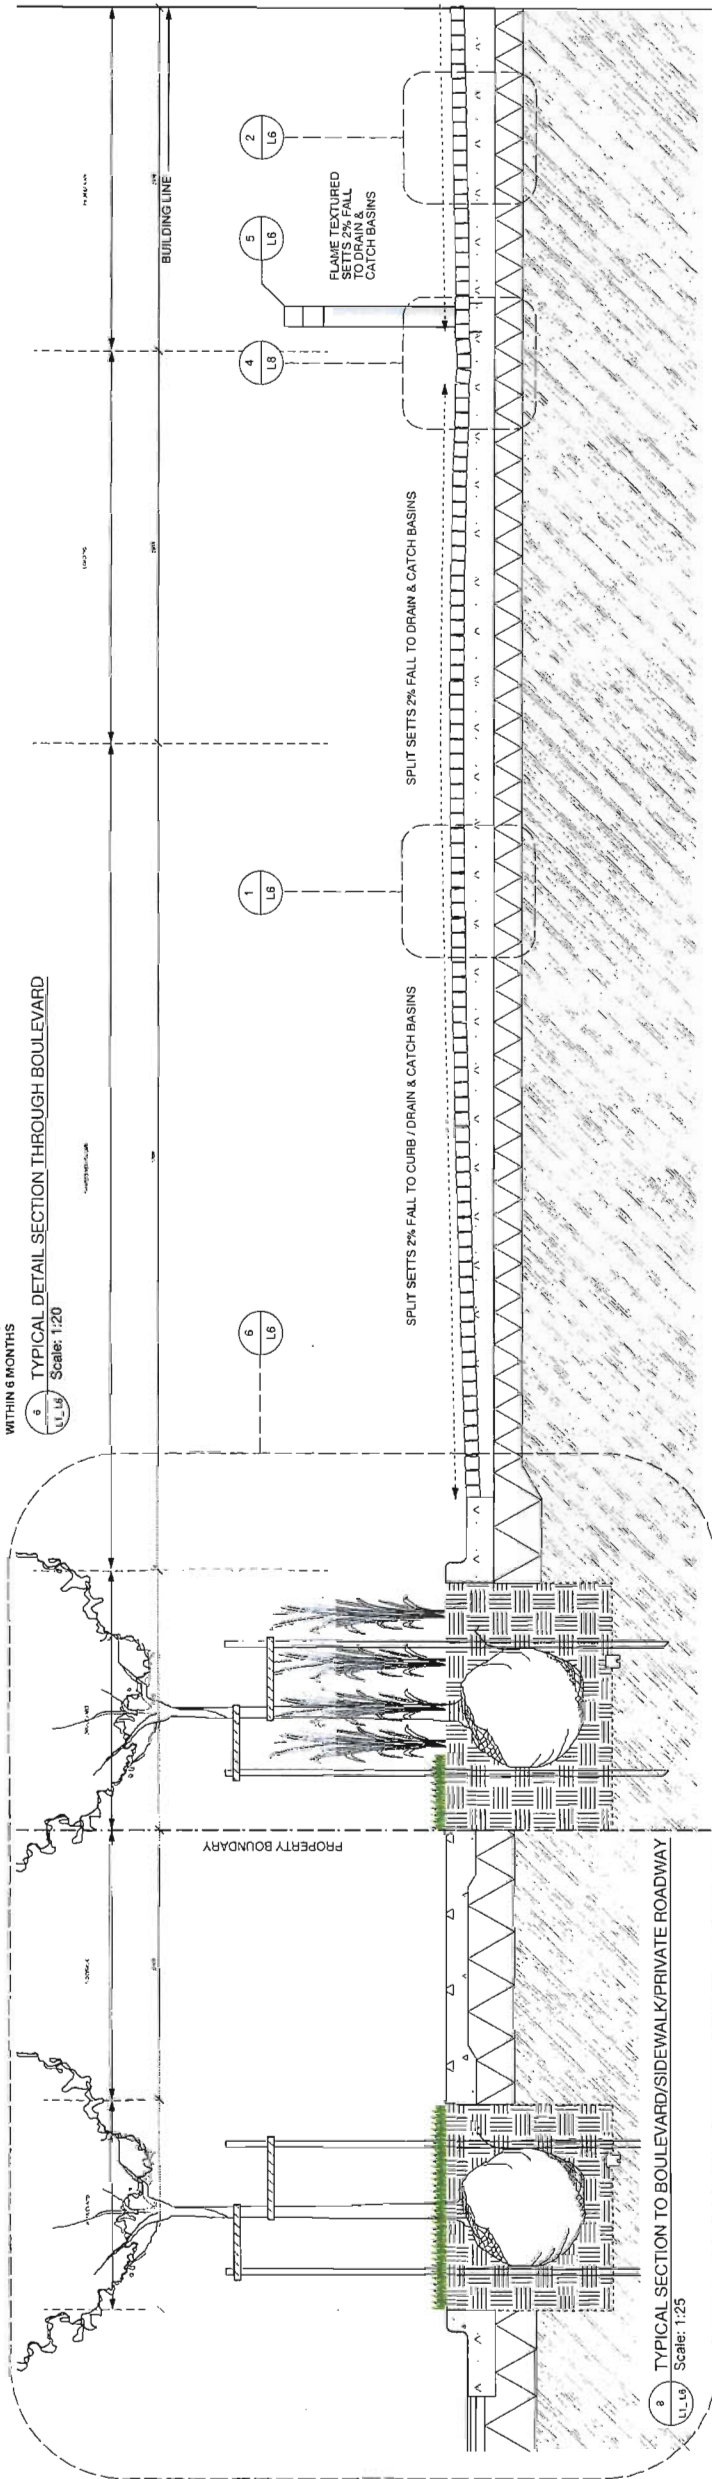 WITHIN 6 MONTHS
6
L1_L6
TYPICAL DETAIL SECTION THROUGH BOULEVARD
Scale: 1:20
BUILDING LINE
6
L6
1
L6
4
L8
5
L6
2
L6
FLAME TEXTURED
SETTS 2% FALL
TO DRAIN &
CATCH BASINS
SPLIT SETTS 2% FALL TO CURB / DRAIN & CATCH BASINS
SPLIT SETTS 2% FALL TO DRAIN & CATCH BASINS
PROPERTY BOUNDARY
8
L1_L6
TYPICAL SECTION TO BOULEVARD/SIDEWALK/PRIVATE ROADWAY
Scale: 1:25